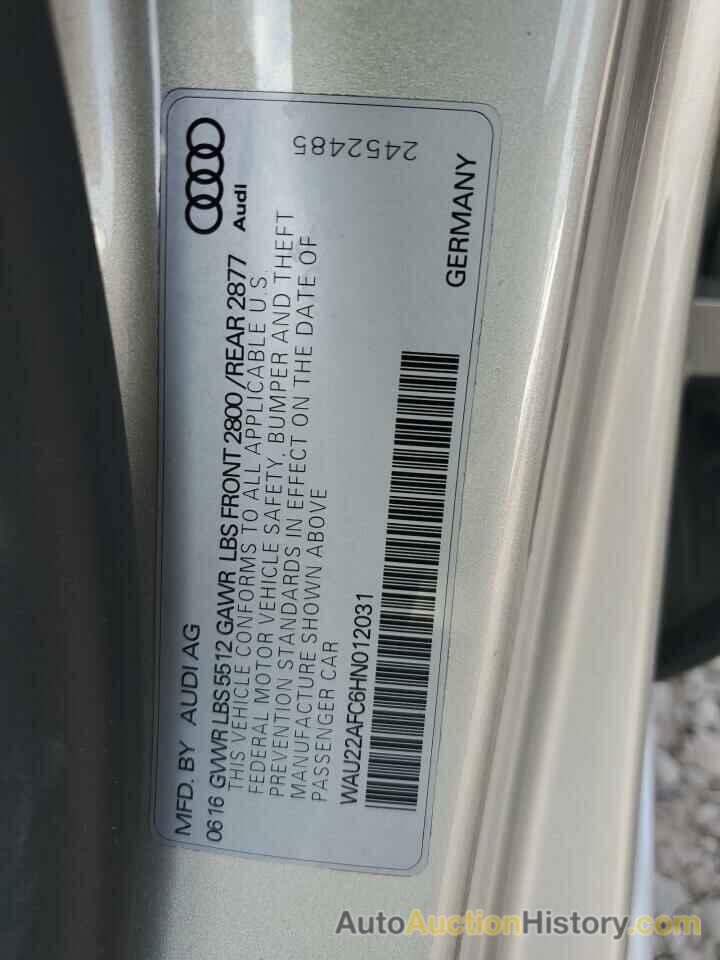 MFD. BY AUDI AG
Audi
0616 GVWR LBS 5512 GAWR LBS FRONT 2800 /REAR 2877
THIS VEHICLE CONFORMS TO ALL APPLICABLE U.S.
FEDERAL MOTOR VEHICLE SAFETY, BUMPER AND THEFT
PREVENTION STANDARDS IN EFFECT ON THE DATE OF
MANUFACTURE SHOWN ABOVE
PASSENGER CAR
2452485
WAU22AFC6HN012031
GERMANY
AutoAuctionHistory.com